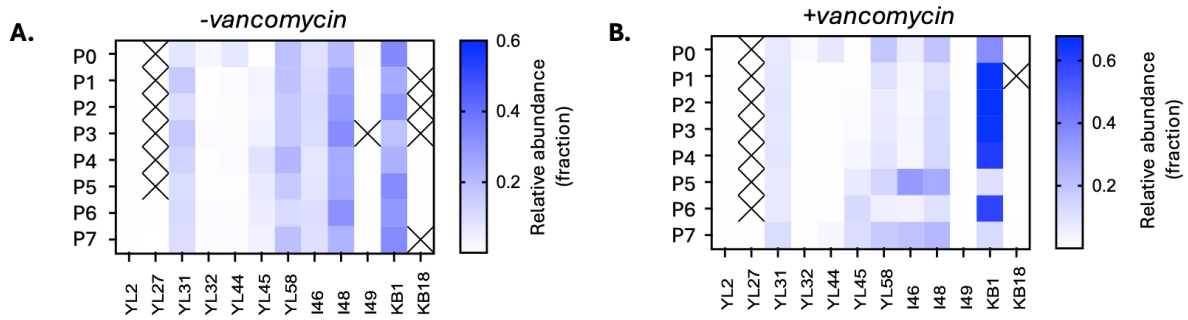 A.
-vancomycin
P0
P1
P2
P3
P4
P5
P6
P7
YL2
YL27
YL31
YL32
YL44
YL45
YL58
I46
I48
I49
KB1
KB18
0.6
0.4
0.2
Relative abundance
(fraction)
B.
+vancomycin
P0
P1
P2
P3
P4
P5
P6
P7
YL2
YL27
YL31
YL32
YL44
YL45
YL58
I46
I48
I49
KB1
KB18
0.6
0.4
0.2
Relative abundance
(fraction)